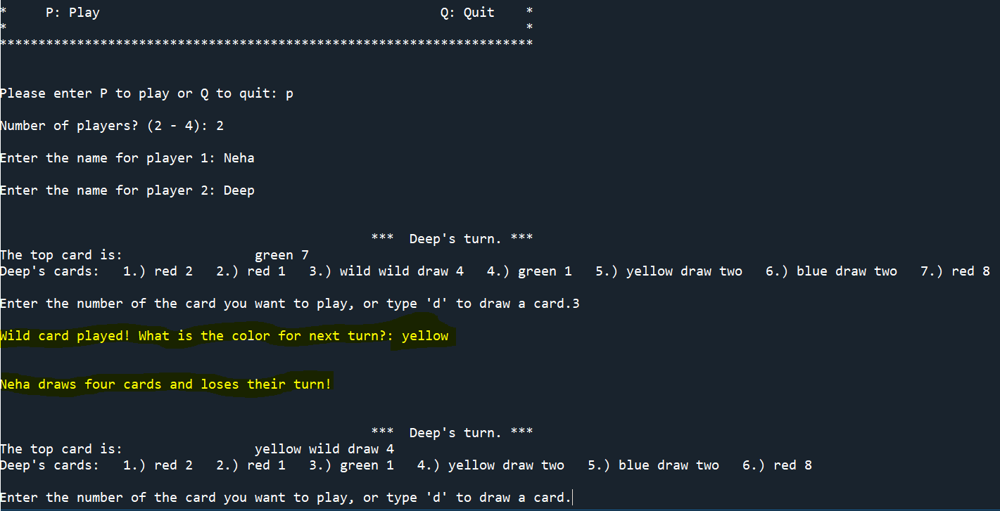 *     P: Play                                            Q: Quit    *
*                                                                   *
*********************************************************************
Please enter P to play or Q to quit: p
Number of players? (2 - 4): 2
Enter the name for player 1: Neha
Enter the name for player 2: Deep
***  Deep's turn. ***
The top card is:                 green 7
Deep's cards:   1.) red 2   2.) red 1   3.) wild wild draw 4   4.) green 1   5.) yellow draw two   6.) blue draw two   7.) red 8
Enter the number of the card you want to play, or type 'd' to draw a card.3
Wild card played! What is the color for next turn?: yellow
Neha draws four cards and loses their turn!
***  Deep's turn. ***
The top card is:                 yellow wild draw 4
Deep's cards:   1.) red 2   2.) red 1   3.) green 1   4.) yellow draw two   5.) blue draw two   6.) red 8
Enter the number of the card you want to play, or type 'd' to draw a card.